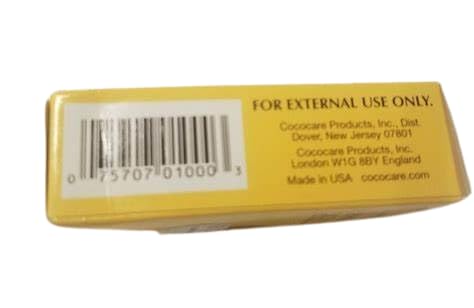 FOR EXTERNAL USE ONLY.
Cococare Products, Inc., Dist.
Dover, New Jersey 07801
Cococare Products, Inc.
London W1G 8BY England
Made in USA cococare.com
0 75707 01000 3